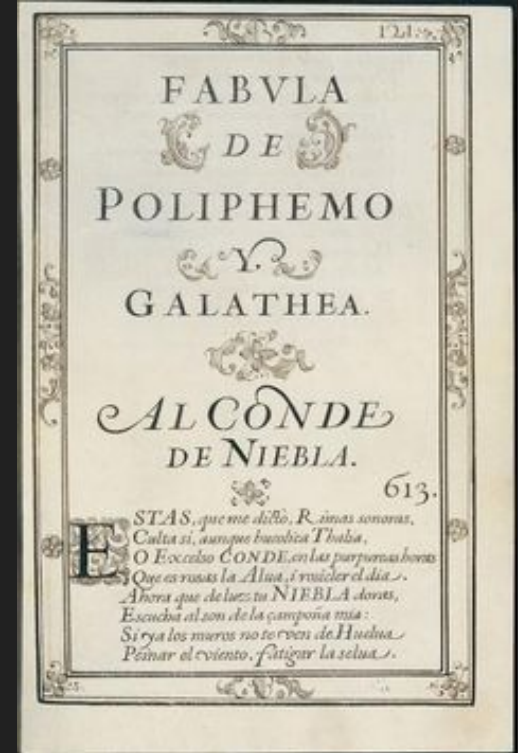 FABVLA
DE
POLIPHEMO
Y.
GALATHEA.
AL CONDE
DE NIEBLA.
613.
ESTAS, que me dictò, Rimas sonoras,
Culta si, aunque bucolica Thalia,
O Excelso CONDE, en las purpureas horas
Que es rosas la Alua, i rosicler el dia.
Ahora que de luz tu NIEBLA doras,
Escucha al son de la çampoña mia:
Si ya los muros no te ven de Huelua
Peinar el viento, fatigar la selua.